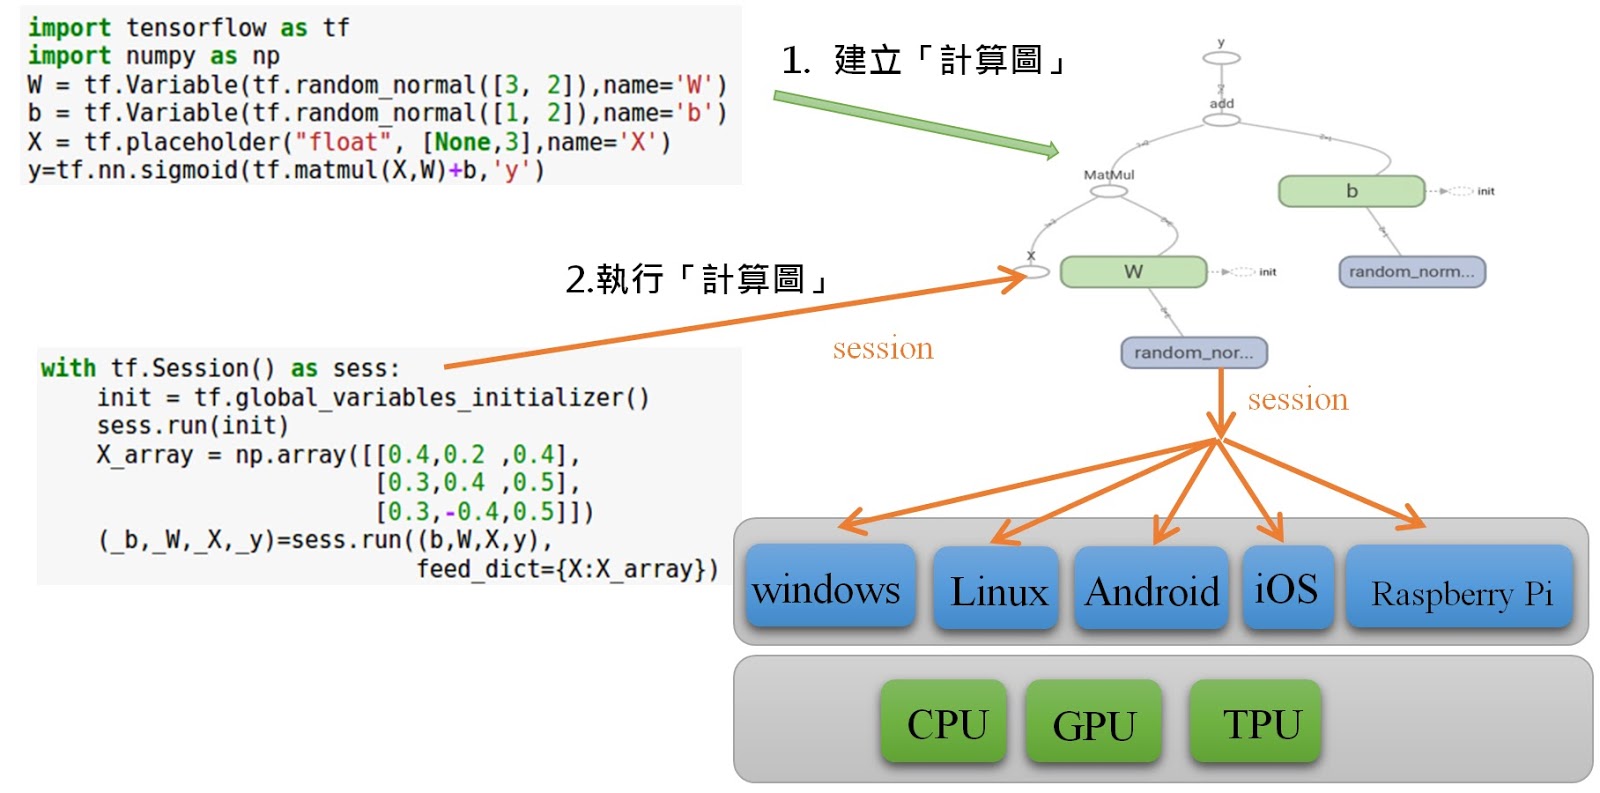 import tensorflow as tf
import numpy as np
W = tf.Variable(tf.random_normal([3, 2]),name='W')
b = tf.Variable(tf.random_normal([1, 2]),name='b')
X = tf.placeholder("float", [None,3],name='X')
y=tf.nn.sigmoid(tf.matmul(X,W)+b,'y')
1. 建立「計算圖」
y
add
MatMul
b
init
X
W
init
random_norm...
random_nor...
2.執行「計算圖」
session
with tf.Session() as sess:
    init = tf.global_variables_initializer()
    sess.run(init)
    X_array = np.array([[0.4,0.2 ,0.4],
                        [0.3,0.4 ,0.5],
                        [0.3,-0.4,0.5]])
    (_b,_W,_X,_y)=sess.run((b,W,X,y),
                           feed_dict={X:X_array})
session
windows
Linux
Android
iOS
Raspberry Pi
CPU
GPU
TPU